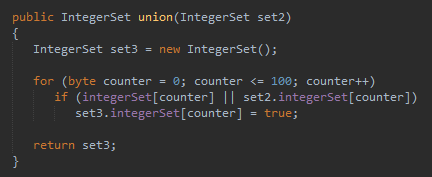 public IntegerSet union(IntegerSet set2)
{
IntegerSet set3 = new IntegerSet();
for (byte counter = 0; counter <= 100; counter++)
if (integerSet[counter] || set2.integerSet[counter])
set3.integerSet[counter] = true;
return set3;
}